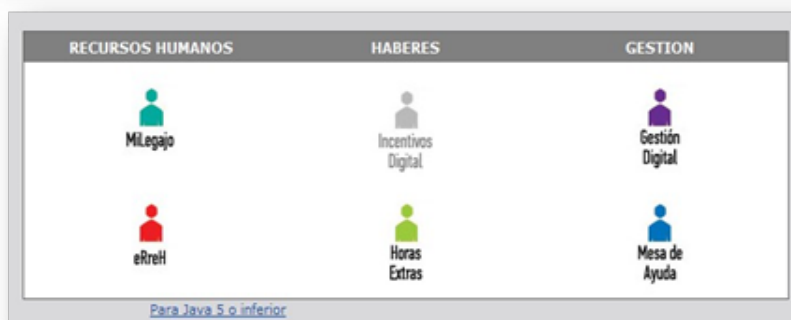 RECURSOS HUMANOS HABERES GESTION
MiLegajo
Incentivos
Digital
Gestión
Digital
eRreH
Horas
Extras
Mesa de
Ayuda
Para Java 5 o inferior